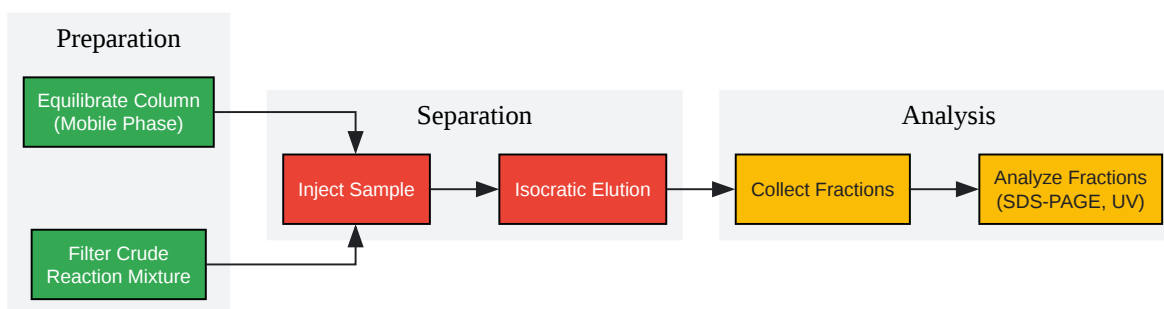 Preparation
Equilibrate Column
(Mobile Phase)
Filter Crude
Reaction Mixture
Separation
Inject Sample
Isocratic Elution
Analysis
Collect Fractions
Analyze Fractions
(SDS-PAGE, UV)